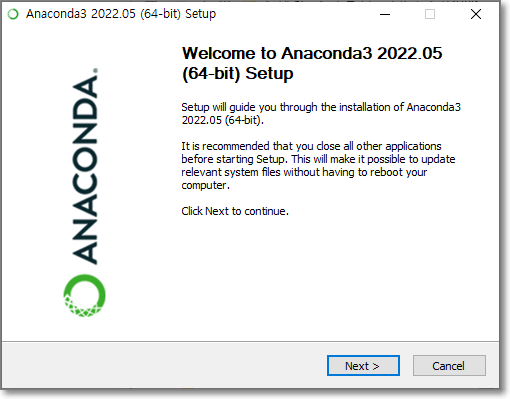 Anaconda3 2022.05 (64-bit) Setup
ANACONDA.
Welcome to Anaconda3 2022.05
(64-bit) Setup
Setup will guide you through the installation of Anaconda3
2022.05 (64-bit).
It is recommended that you close all other applications
before starting Setup. This will make it possible to update
relevant system files without having to reboot your
computer.
Click Next to continue.
Next >
Cancel